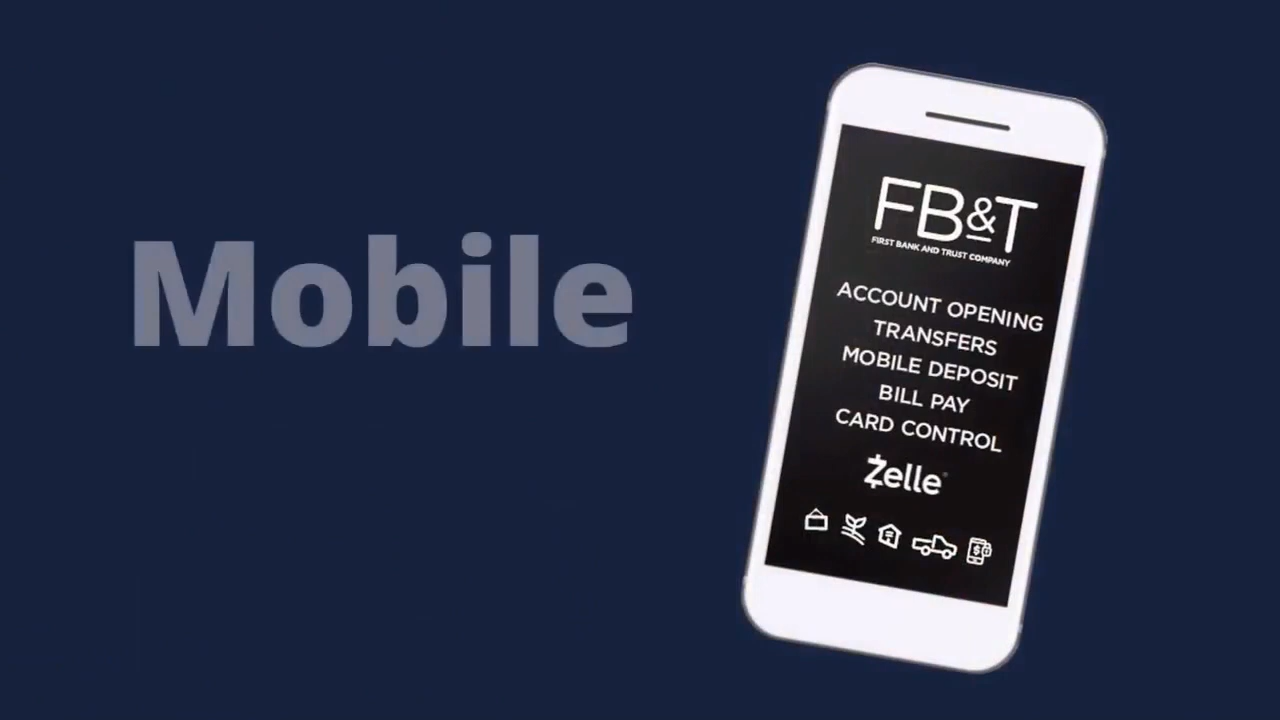 Mobile
FB&T
FIRST BANK AND TRUST COMPANY
ACCOUNT OPENING
TRANSFERS
MOBILE DEPOSIT
BILL PAY
CARD CONTROL
Zelle
$